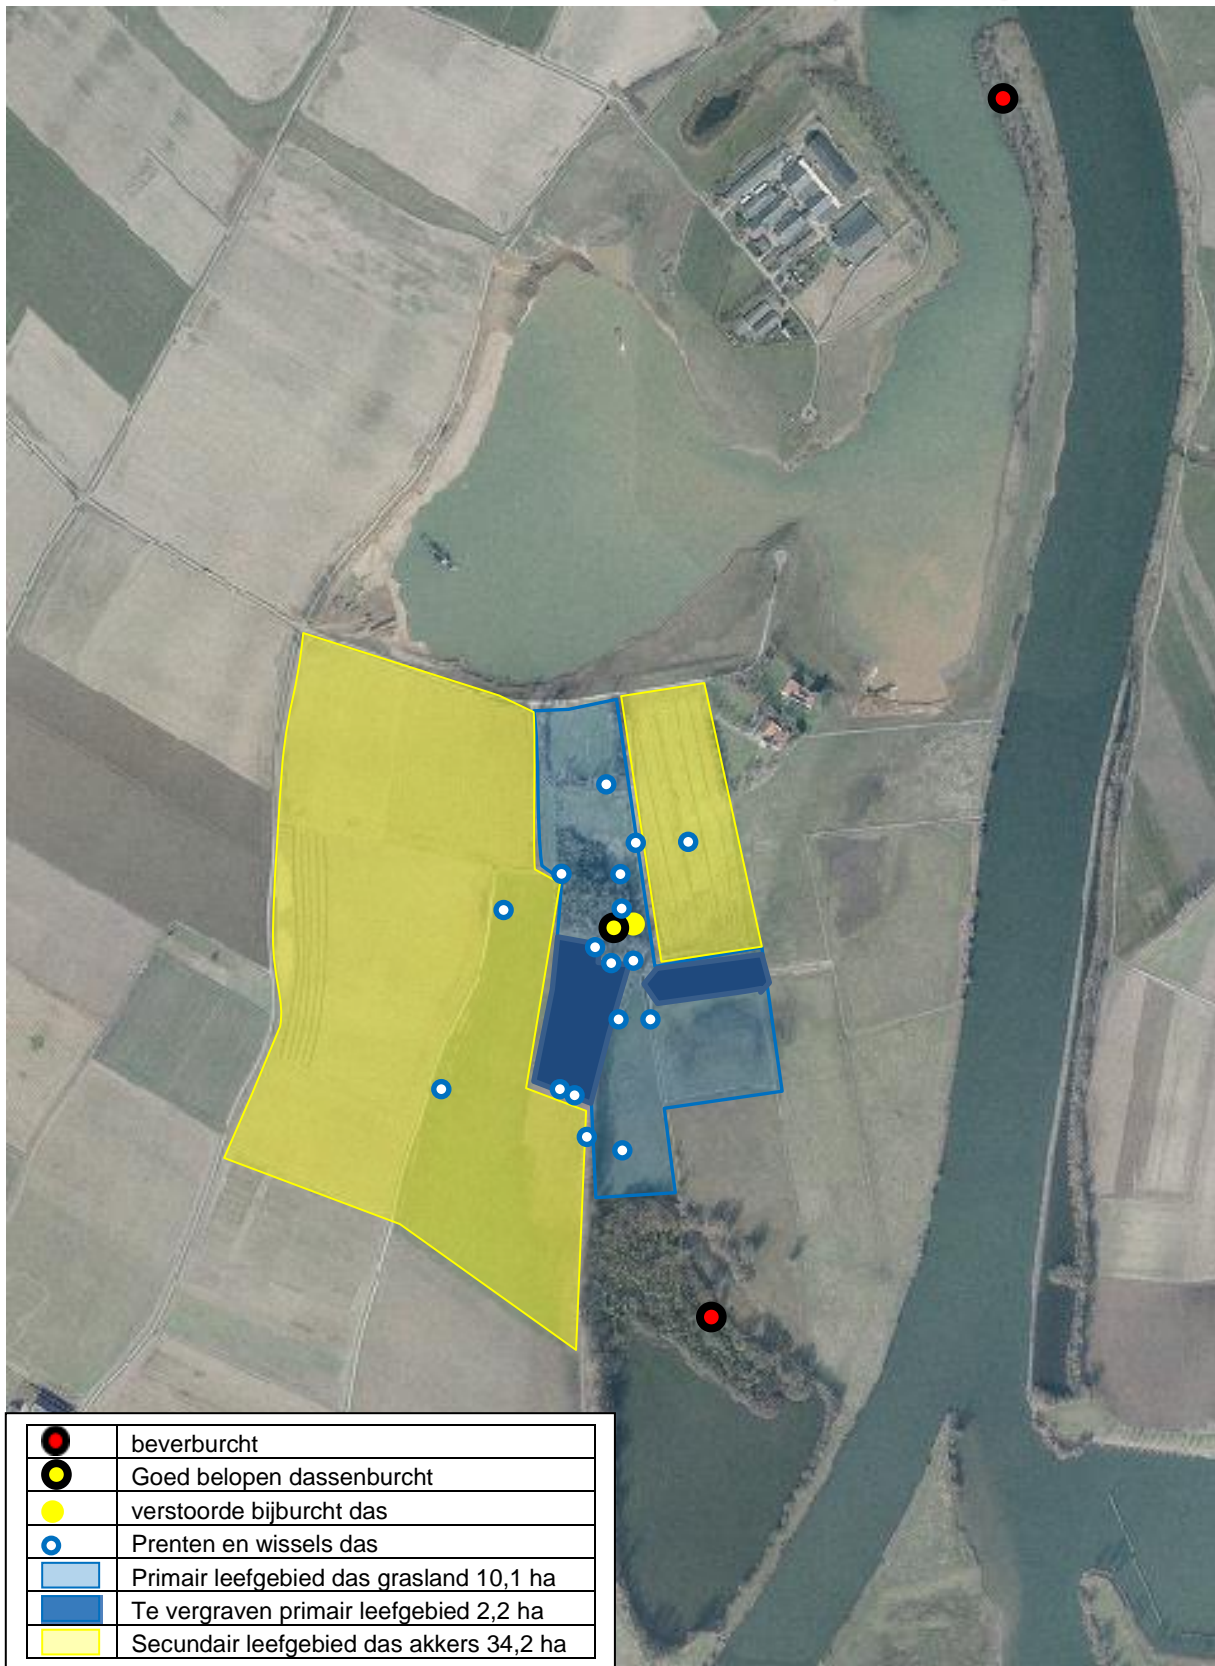 beverburcht
Goed belopen dassenburcht
verstoorde bijburcht das
Prenten en wissels das
Primair leefgebied das grasland 10,1 ha
Te vergraven primair leefgebied 2,2 ha
Secundair leefgebied das akkers 34,2 ha